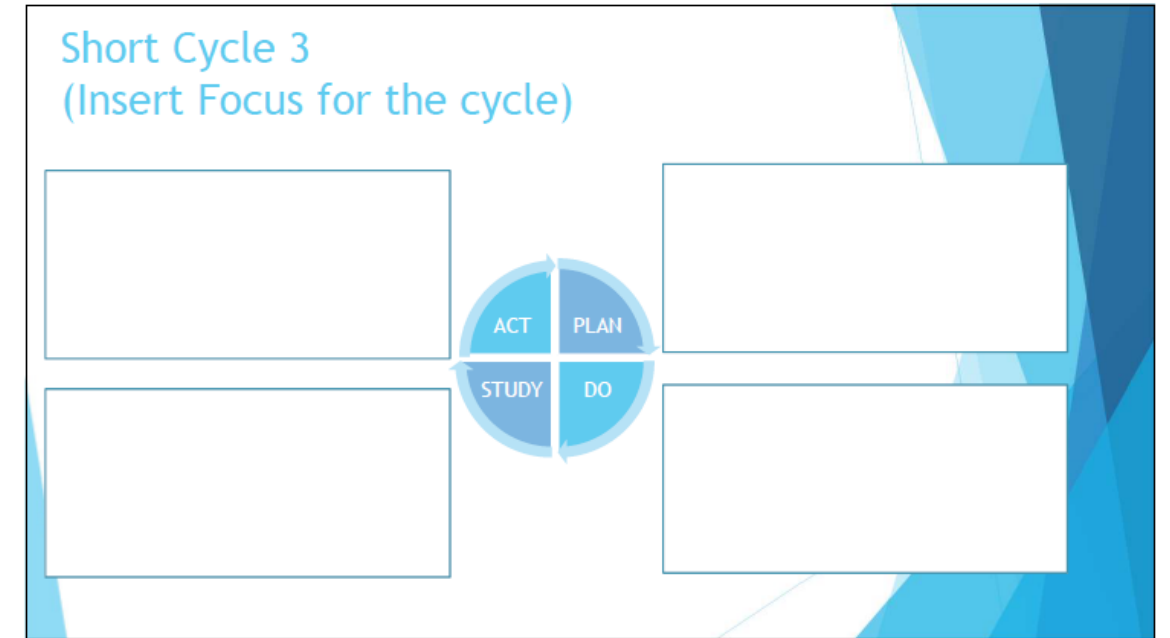 Short Cycle 3
(Insert Focus for the cycle)
ACT
PLAN
STUDY
DO